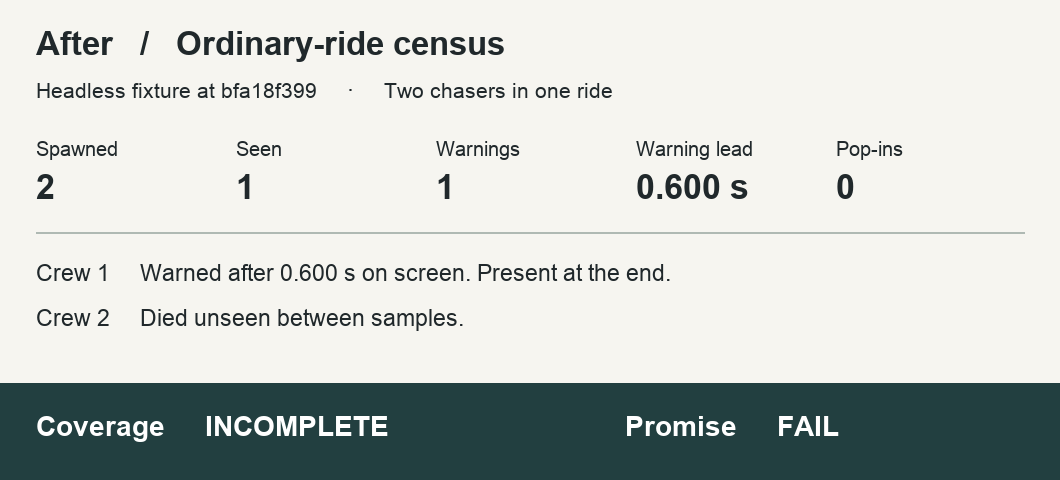 After / Ordinary-ride census
Headless fixture at bfa18f399 · Two chasers in one ride
Spawned Seen Warnings Warning lead Pop-ins
2 1 1 0.600 s 0
Crew 1 Warned after 0.600 s on screen. Present at the end.
Crew 2 Died unseen between samples.
Coverage INCOMPLETE Promise FAIL